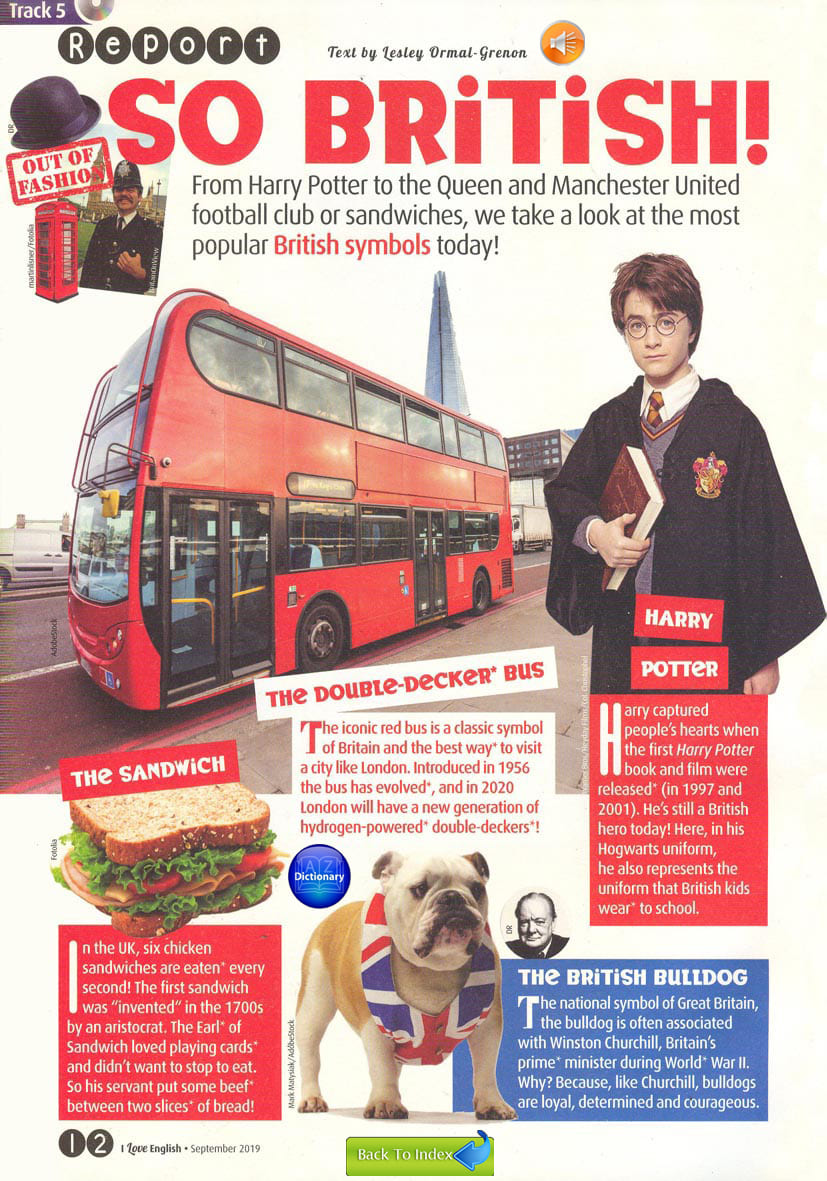 Track 5
Report
Text by Lesley Ormal-Grenon
SO BRiTiSH!
DR
OUT OF
FASHION
martinlisner/Fotolia
BritainOnView
From Harry Potter to the Queen and Manchester United
football club or sandwiches, we take a look at the most
popular British symbols today!
AdobeStock
HARRY
POTTER
Harry captured
people's hearts when
the first Harry Potter
book and film were
released* (in 1997 and
2001). He's still a British
hero today! Here, in his
Hogwarts uniform,
he also represents the
uniform that British kids
wear* to school.
THE DOUBLE-DECKER* BUS
The iconic red bus is a classic symbol
of Britain and the best way* to visit
a city like London. Introduced in 1956
the bus has evolved*, and in 2020
London will have a new generation of
hydrogen-powered* double-deckers*!
THE SANDWiCH
Fotolia
In the UK, six chicken
sandwiches are eaten* every
second! The first sandwich
was "invented" in the 1700s
by an aristocrat. The Earl* of
Sandwich loved playing cards*
and didn't want to stop to eat.
So his servant put some beef*
between two slices* of bread!
A-Z
Dictionary
Mark Matysiak/AdobeStock
DR
THE BRiTiSH BULLDOG
The national symbol of Great Britain,
the bulldog is often associated
with Winston Churchill, Britain's
prime* minister during World* War II.
Why? Because, like Churchill, bulldogs
are loyal, determined and courageous.
12 I Love English • September 2019
Back To Index